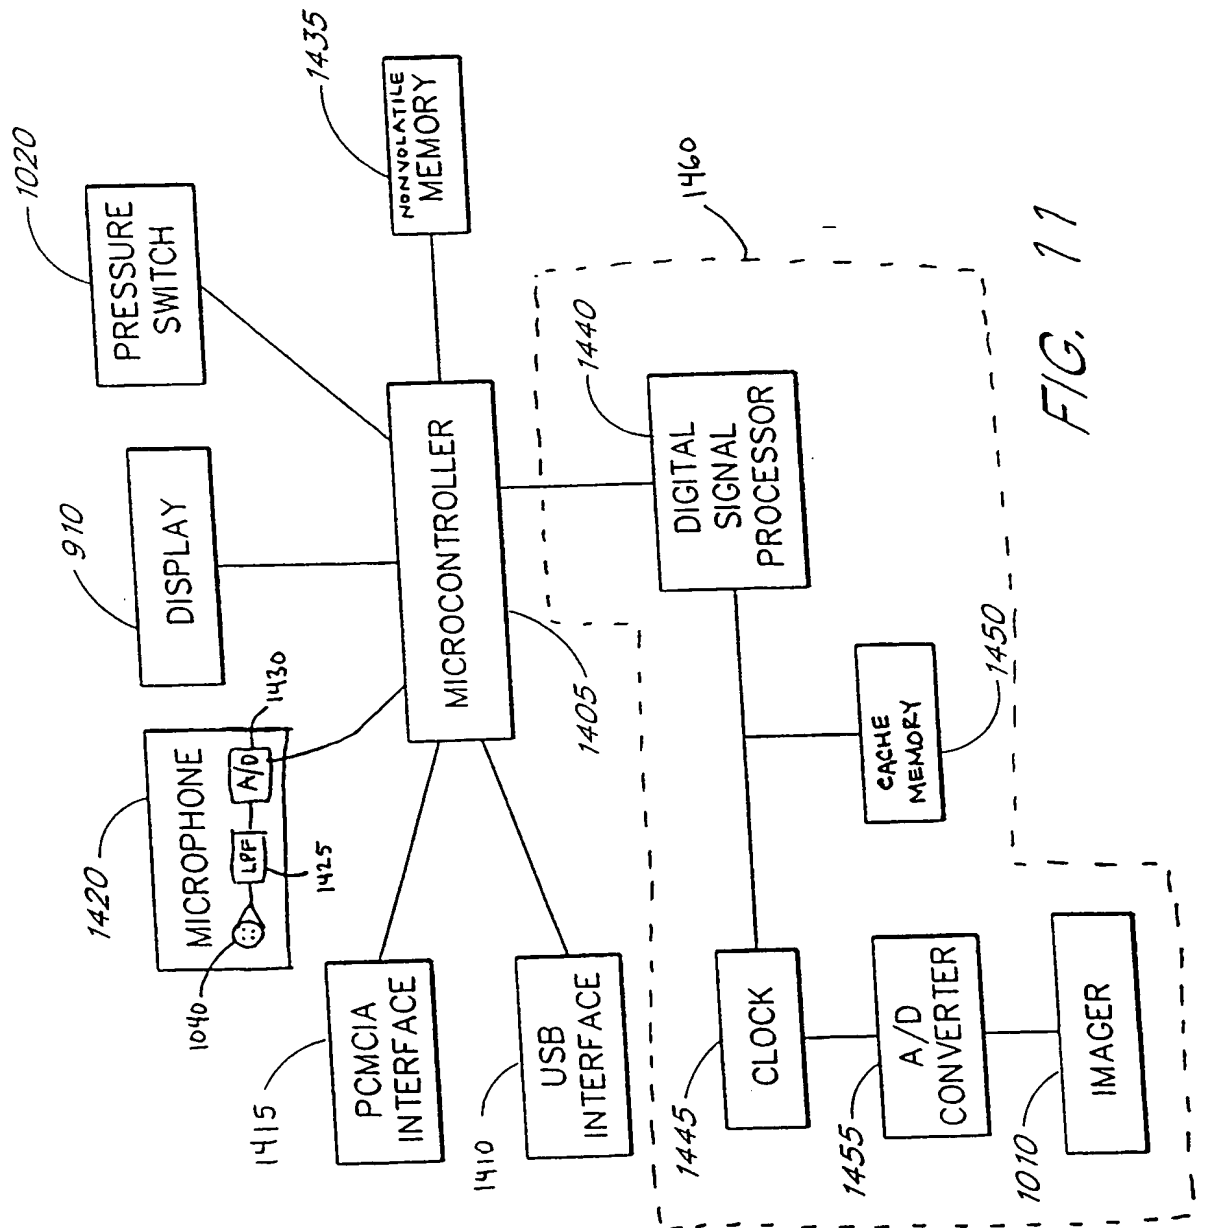 1420
MICROPHONE
1040
LPF
1425
A/D
1430
910
DISPLAY
1020
PRESSURE
SWITCH
1435
NONVOLATILE
MEMORY
1415
PCMCIA
INTERFACE
1410
USB
INTERFACE
MICROCONTROLLER
1405
1440
DIGITAL
SIGNAL
PROCESSOR
1460
1445
CLOCK
CACHE
MEMORY
1450
1455
A/D
CONVERTER
1010
IMAGER
FIG. 11